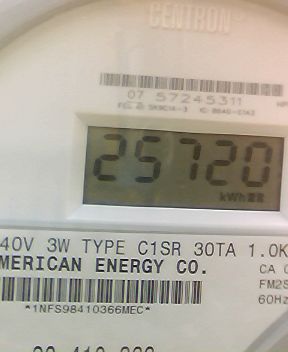 CENTRON
07 57245311
25720
kWh
40V 3W TYPE C1SR 30TA 1.0K
MERICAN ENERGY CO.
CA
FM2S
60Hz
*1NFS98410366MEC*